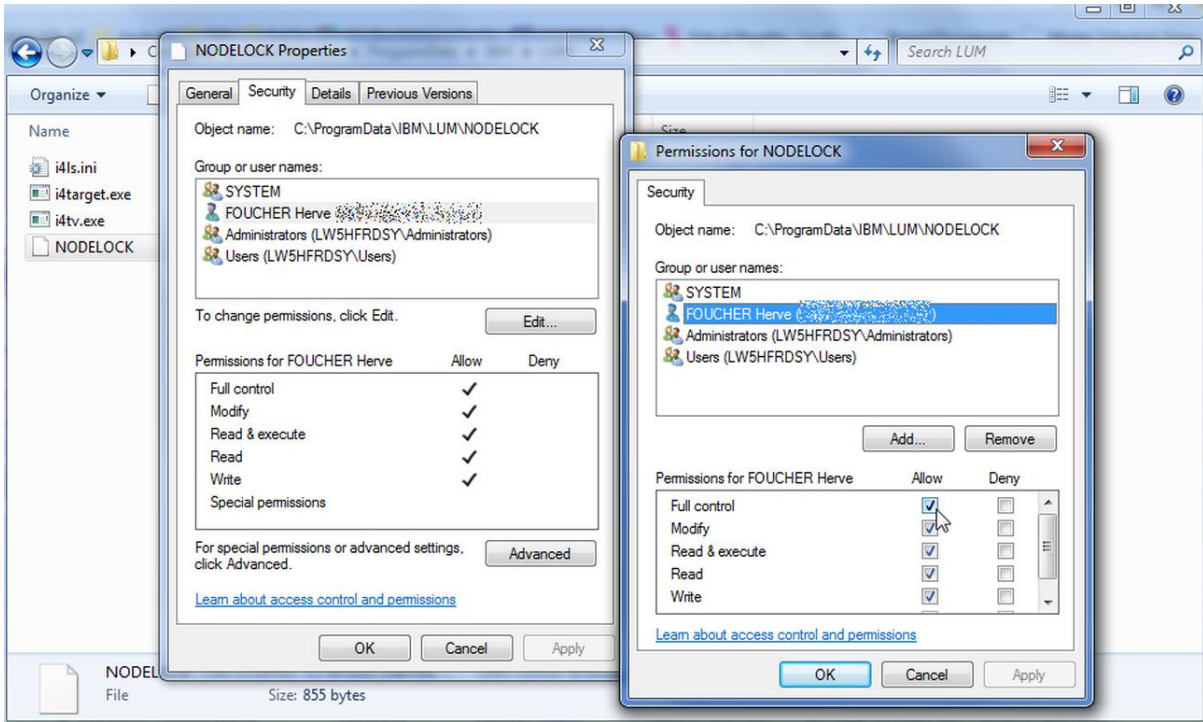 C
Search LUM
Organize
Name
Size
i4ls.ini
i4target.exe
i4tv.exe
NODELOCK
NODELOCK Properties
General Security Details Previous Versions
Object name: C:\ProgramData\IBM\LUM\NODELOCK
Group or user names:
SYSTEM
FOUCHER Herve
Administrators (LW5HFRDSY\Administrators)
Users (LW5HFRDSY\Users)
To change permissions, click Edit.
Edit...
Permissions for FOUCHER Herve Allow Deny
Full control
Modify
Read & execute
Read
Write
Special permissions
For special permissions or advanced settings,
click Advanced.
Advanced
Learn about access control and permissions
OK Cancel Apply
Permissions for NODELOCK
Security
Object name: C:\ProgramData\IBM\LUM\NODELOCK
Group or user names:
SYSTEM
FOUCHER Herve ( )
Administrators (LW5HFRDSY\Administrators)
Users (LW5HFRDSY\Users)
Add... Remove
Permissions for FOUCHER Herve Allow Deny
Full control
Modify
Read & execute
Read
Write
Learn about access control and permissions
OK Cancel Apply
NODEL
File Size: 855 bytes